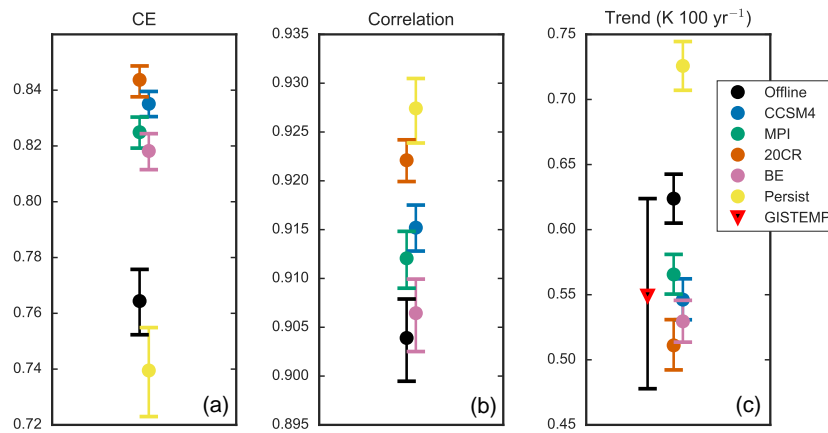 CE
0.84
0.82
0.80
0.78
0.76
0.74
0.72
(a)
Correlation
0.935
0.930
0.925
0.920
0.915
0.910
0.905
0.900
0.895
(b)
Trend (K 100 yr⁻¹)
0.75
0.70
0.65
0.60
0.55
0.50
0.45
(c)
Offline
CCSM4
MPI
20CR
BE
Persist
GISTEMP